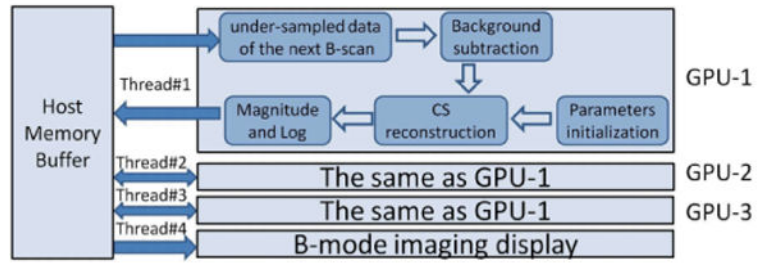 under-sampled data
of the next B-scan
Background
subtraction
GPU-1
Thread#1
Host
Memory
Buffer
Magnitude
and Log
CS
reconstruction
Parameters
initialization
Thread#2
The same as GPU-1
GPU-2
Thread#3
The same as GPU-1
GPU-3
Thread#4
B-mode imaging display